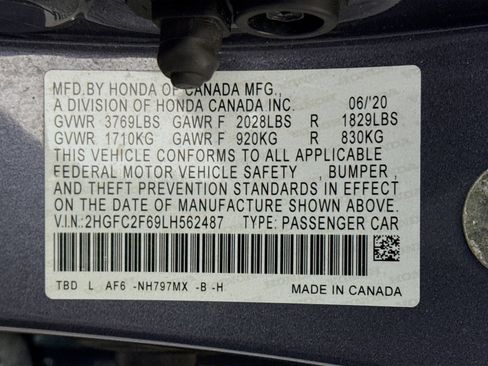 MFD.BY HONDA OF CANADA MFG.,
A DIVISION OF HONDA CANADA INC. 06/'20
GVWR 3769LBS GAWR F 2028LBS R 1829LBS
GVWR 1710KG GAWR F 920KG R 830KG
THIS VEHICLE CONFORMS TO ALL APPLICABLE
FEDERAL MOTOR VEHICLE SAFETY , BUMPER ,
AND THEFT PREVENTION STANDARDS IN EFFECT
ON THE DATE OF MANUFACTURE SHOWN ABOVE.
V.I.N:2HGFC2F69LH562487 TYPE: PASSENGER CAR
TBD L AF6 -NH797MX -B -H MADE IN CANADA